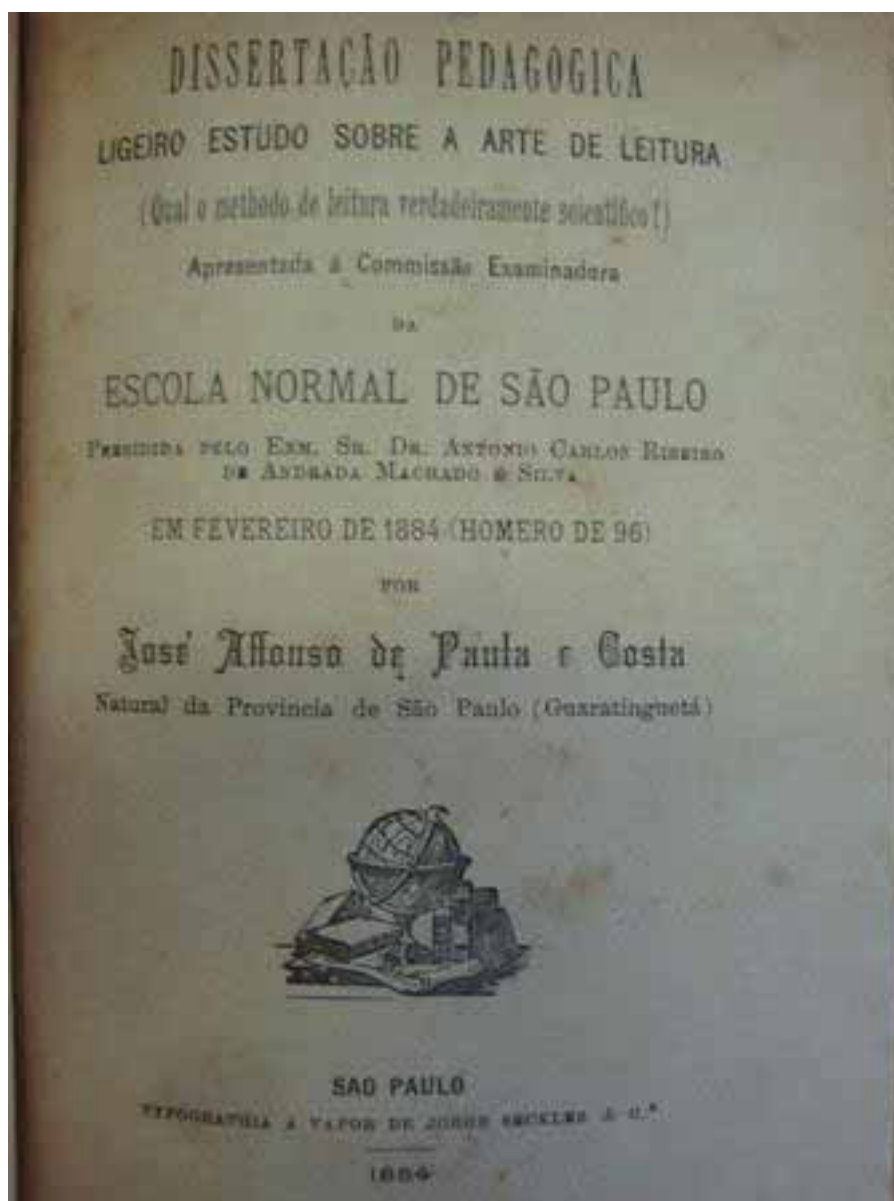 DISSERTAÇÃO PEDAGOGICA
LIGEIRO ESTUDO SOBRE A ARTE DE LEITURA
(Qual o methodo de leitura verdadeiramente scientifico?)
Apresentada á Commissão Examinadora
DA
ESCOLA NORMAL DE SÃO PAULO
PRESIDIDA PELO EXM. SR. DR. ANTONIO CARLOS RIBEIRO
DE ANDRADA MACHADO E SILVA
EM FEVEREIRO DE 1884 (HOMERO DE 96)
POR
José Affonso de Paula e Costa
Natural da Provincia de São Paulo (Guaratinguetá)
SAO PAULO
TYPOGRAPHIA A VAPOR DE JORGE SECKLER & C.ª
1884